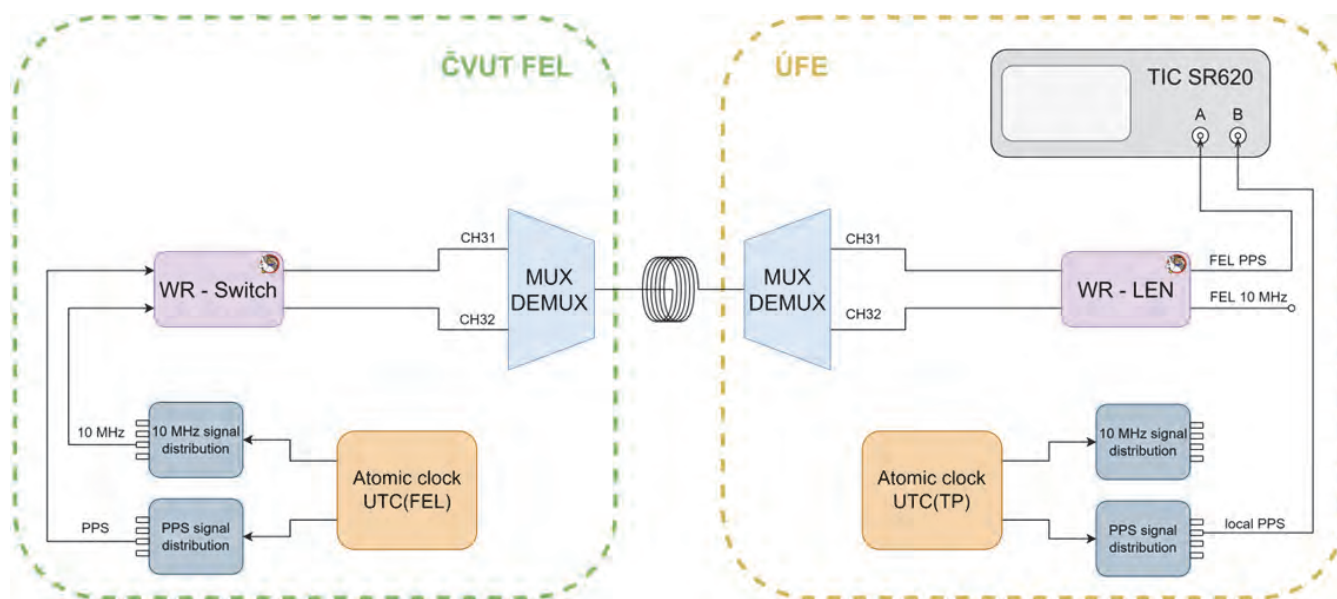 ČVUT FEL
ÚFE
TIC SR620
A
B
CH31
CH31
WR - Switch
MUX
DEMUX
MUX
DEMUX
WR - LEN
FEL PPS
FEL 10 MHz
CH32
CH32
10 MHz
10 MHz signal
distribution
Atomic clock
UTC(FEL)
PPS
PPS signal
distribution
Atomic clock
UTC(TP)
10 MHz signal
distribution
PPS signal
distribution
local PPS